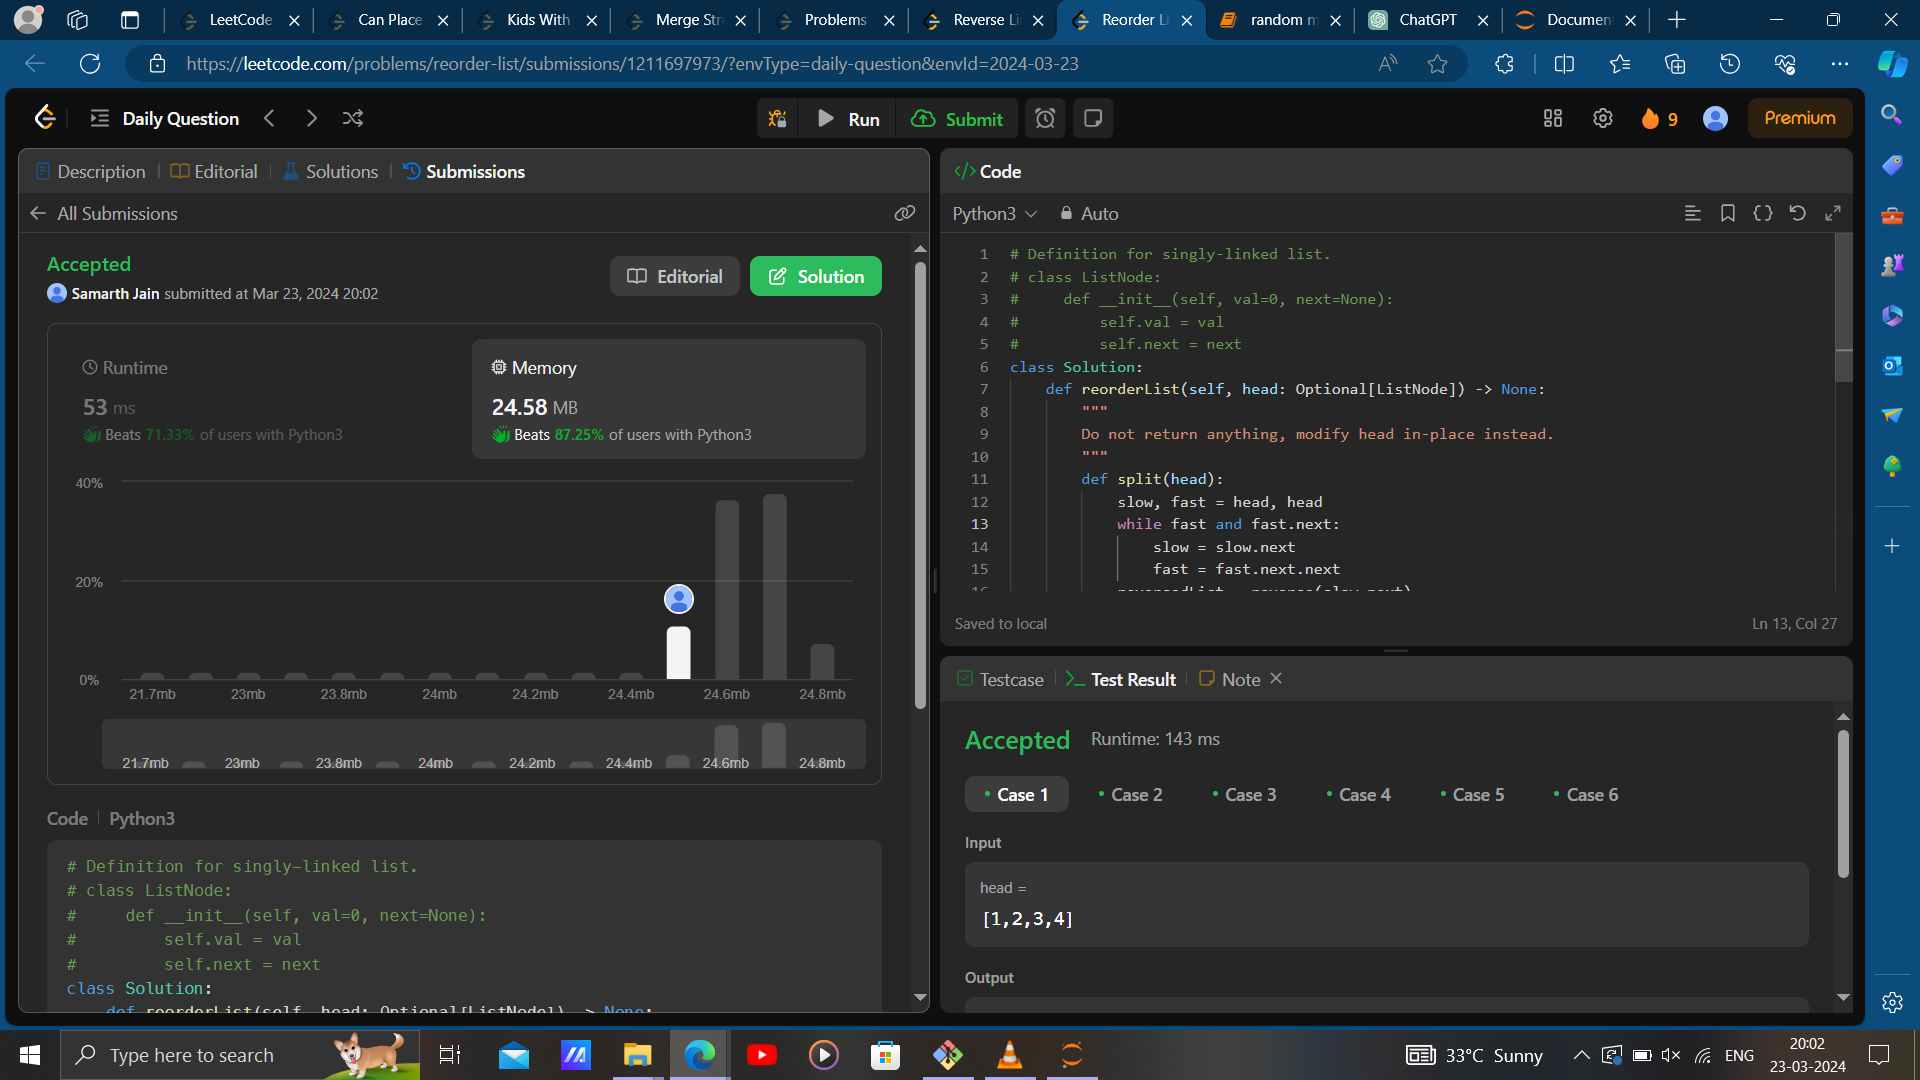 LeetCode
Can Place
Kids With
Merge Stri
Problems
Reverse Li
Reorder Li
random m
ChatGPT
Documen
https://leetcode.com/problems/reorder-list/submissions/1211697973/?envType=daily-question&envId=2024-03-23
Daily Question
Run
Submit
9
Premium
Description
Editorial
Solutions
Submissions
All Submissions
Accepted
Samarth Jain submitted at Mar 23, 2024 20:02
Editorial
Solution
Runtime
53 ms
Beats 71.33% of users with Python3
Memory
24.58 MB
Beats 87.25% of users with Python3
40%
20%
0%
21.7mb 23mb 23.8mb 24mb 24.2mb 24.4mb 24.6mb 24.8mb
21.7mb 23mb 23.8mb 24mb 24.2mb 24.4mb 24.6mb 24.8mb
Code | Python3
# Definition for singly-linked list.
# class ListNode:
#     def __init__(self, val=0, next=None):
#         self.val = val
#         self.next = next
class Solution:
    def reorderList(self, head: Optional[ListNode]) -> None:
</> Code
Python3
Auto
1 # Definition for singly-linked list.
2 # class ListNode:
3 #     def __init__(self, val=0, next=None):
4 #         self.val = val
5 #         self.next = next
6 class Solution:
7     def reorderList(self, head: Optional[ListNode]) -> None:
8         """
9         Do not return anything, modify head in-place instead.
10         """
11         def split(head):
12             slow, fast = head, head
13             while fast and fast.next:
14                 slow = slow.next
15                 fast = fast.next.next
16             reversedList = reverse(slow.next)
Saved to local
Ln 13, Col 27
Testcase
Test Result
Note
Accepted
Runtime: 143 ms
Case 1
Case 2
Case 3
Case 4
Case 5
Case 6
Input
head =
[1,2,3,4]
Output
Type here to search
33°C Sunny
ENG
20:02
23-03-2024